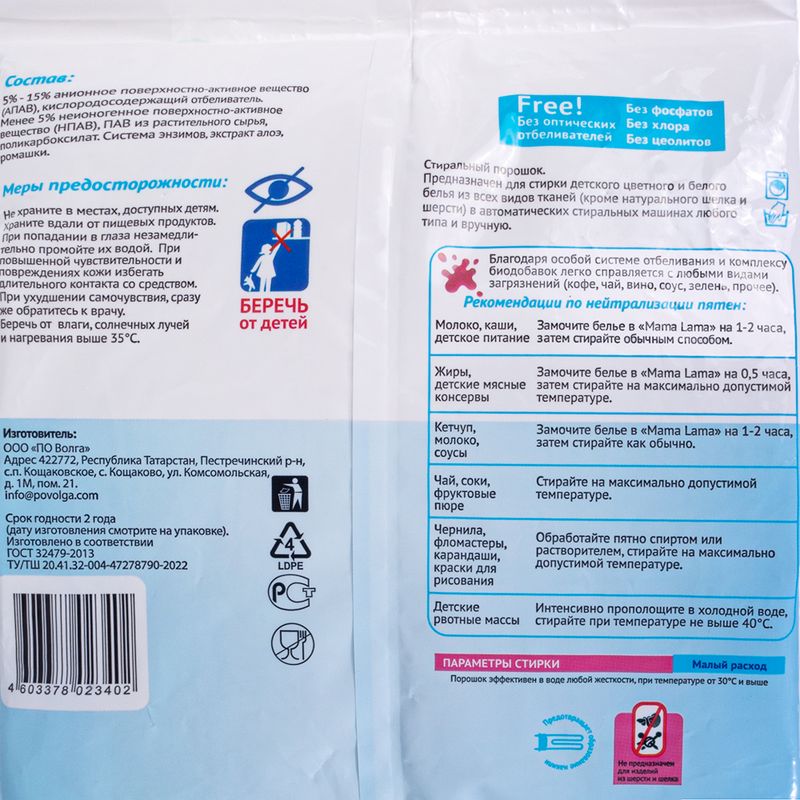 Состав:
5% - 15% анионное поверхностно-активное вещество
(АПАВ), кислородосодержащий отбеливатель.
Менее 5% неионогенное поверхностно-активное
вещество (НПАВ), ПАВ из растительного сырья,
поликарбоксилат. Система энзимов, экстракт алоэ,
ромашки.
Меры предосторожности:
Не храните в местах, доступных детям.
Храните вдали от пищевых продуктов.
При попадании в глаза незамедли-
тельно промойте их водой. При
повышенной чувствительности и
повреждениях кожи избегать
длительного контакта со средством.
При ухудшении самочувствия, сразу
же обратитесь к врачу.
Беречь от влаги, солнечных лучей
и нагревания выше 35°С.
БЕРЕЧЬ
от детей
Изготовитель:
ООО «ПО Волга»
Адрес 422772, Республика Татарстан, Пестречинский р-н,
с.п. Кощаковское, с. Кощаково, ул. Комсомольская,
д. 1М, пом. 21.
info@povolga.com
Срок годности 2 года
(дату изготовления смотрите на упаковке).
Изготовлено в соответствии
ГОСТ 32479-2013
ТУ/ТШ 20.41.32-004-47278790-2022
4
LDPE
РСТ
4 603378 023402
Free!
Без оптических
отбеливателей
Без фосфатов
Без хлора
Без цеолитов
Стиральный порошок.
Предназначен для стирки детского цветного и белого
белья из всех видов тканей (кроме натурального шелка и
шерсти) в автоматических стиральных машинах любого
типа и вручную.
Благодаря особой системе отбеливания и комплексу
биодобавок легко справляется с любыми видами
загрязнений (кофе, чай, вино, соус, зелень, прочее).
Рекомендации по нейтрализации пятен:
Молоко, каши,
детское питание
Замочите белье в «Mama Lama» на 1-2 часа,
затем стирайте обычным способом.
Жиры,
детские мясные
консервы
Замочите белье в «Mama Lama» на 0,5 часа,
затем стирайте на максимально допустимой
температуре.
Кетчуп,
молоко,
соусы
Замочите белье в «Mama Lama» на 1-2 часа,
затем стирайте как обычно.
Чай, соки,
фруктовые
пюре
Стирайте на максимально допустимой
температуре.
Чернила,
фломастеры,
карандаши,
краски для
рисования
Обработайте пятно спиртом или
растворителем, стирайте на максимально
допустимой температуре.
Детские
рвотные массы
Интенсивно прополощите в холодной воде,
стирайте при температуре не выше 40°С.
ПАРАМЕТРЫ СТИРКИ
Малый расход
Порошок эффективен в воде любой жесткости, при температуре от 30°С и выше
Предотвращает образование накипи
Не предназначен
для изделий
из шерсти и шелка